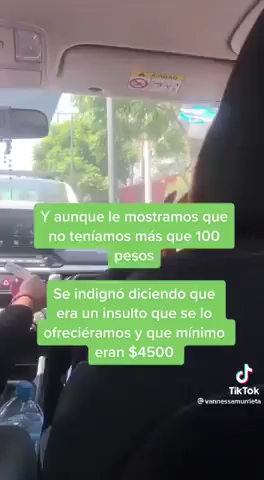 Y aunque le mostramos que
no teníamos más que 100
pesos
Se indignó diciendo que
era un insulto que se lo
ofreciéramos y que mínimo
eran $4500
TikTok
@vannessamurrieta